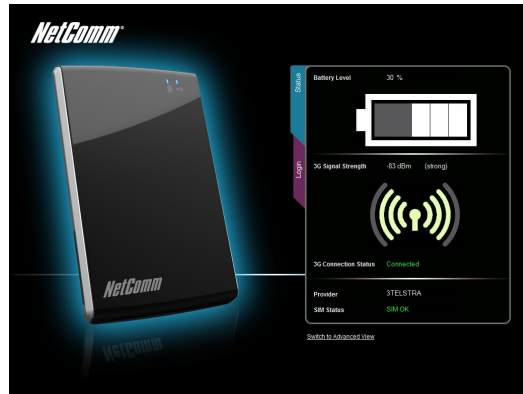 NetComm
Status
Login
Battery Level 30 %
3G Signal Strength -83 dBm (strong)
3G Connection Status Connected
Provider 3TELSTRA
SIM Status SIM OK
Switch to Advanced View
NetComm